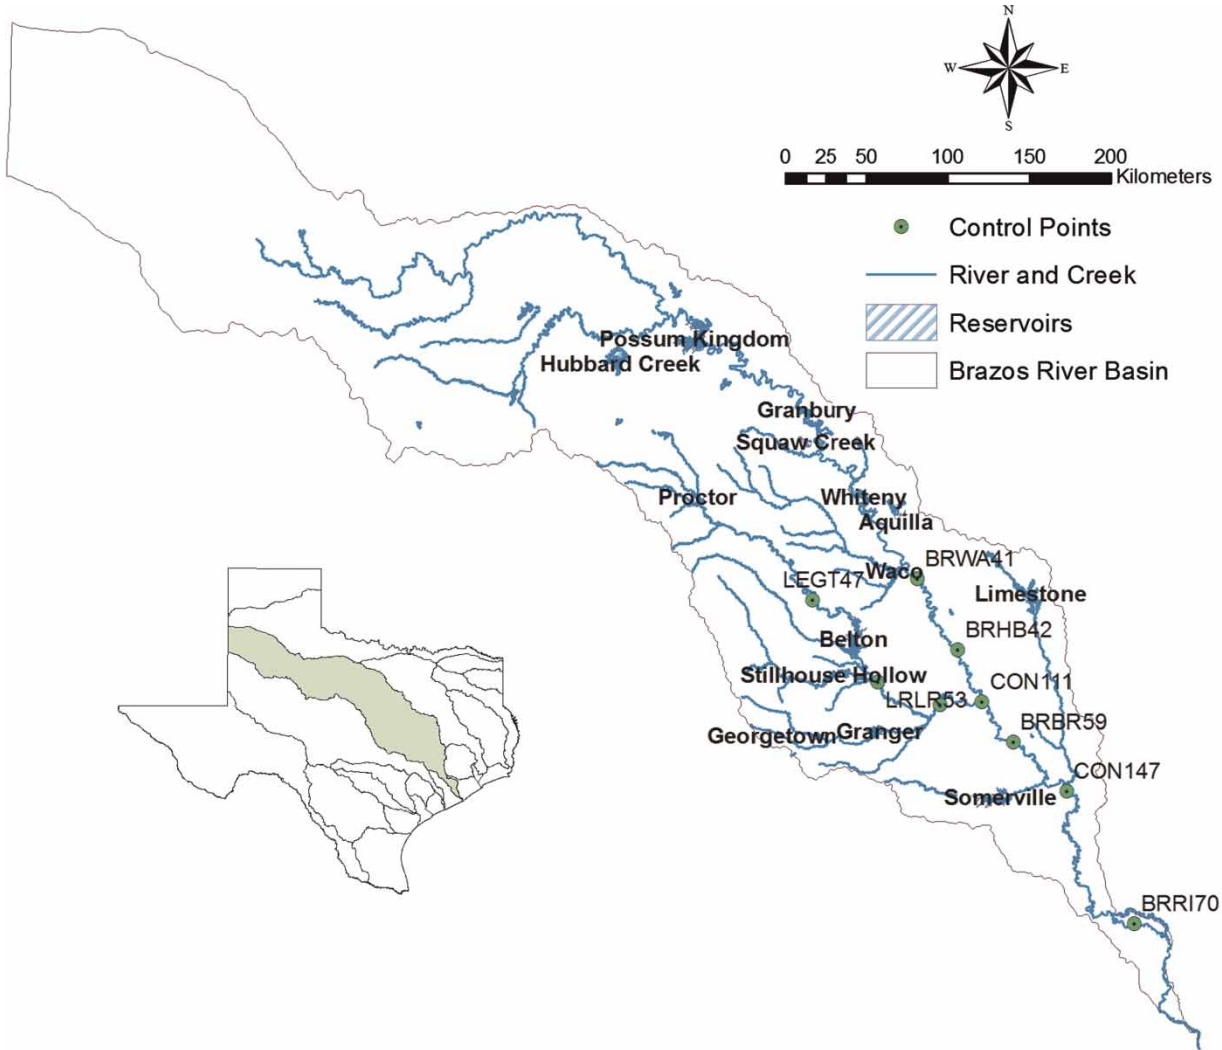 N
W E
S
0 25 50 100 150 200
Kilometers
Control Points
River and Creek
Reservoirs
Brazos River Basin
Possum Kingdom
Hubbard Creek
Granbury
Squaw Creek
Proctor
Whiteny
Aquilla
BRWA41
Waco
LEGT47
Limestone
BRHB42
Belton
Stillhouse Hollow
CON111
LRLR53
BRBR59
Georgetown
Granger
CON147
Somerville
BRRI70